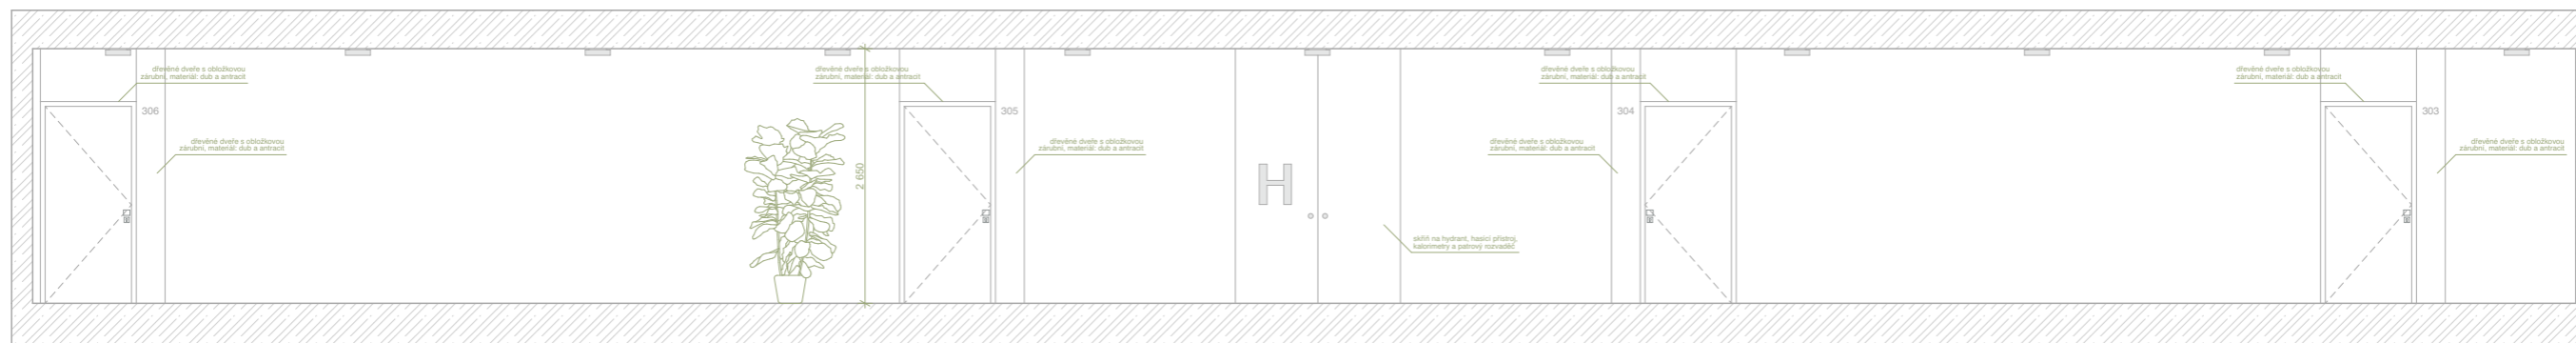 dřevěné dveře s obložkovou
zárubní, materiál: dub a antracit
306
dřevěné dveře s obložkovou
zárubní, materiál: dub a antracit
2 650
dřevěné dveře s obložkovou
zárubní, materiál: dub a antracit
305
dřevěné dveře s obložkovou
zárubní, materiál: dub a antracit
H
skříň na hydrant, hasicí přístroj,
kalorimetry a patrový rozvaděč
dřevěné dveře s obložkovou
zárubní, materiál: dub a antracit
304
dřevěné dveře s obložkovou
zárubní, materiál: dub a antracit
dřevěné dveře s obložkovou
zárubní, materiál: dub a antracit
303
dřevěné dveře s obložkovou
zárubní, materiál: dub a antracit